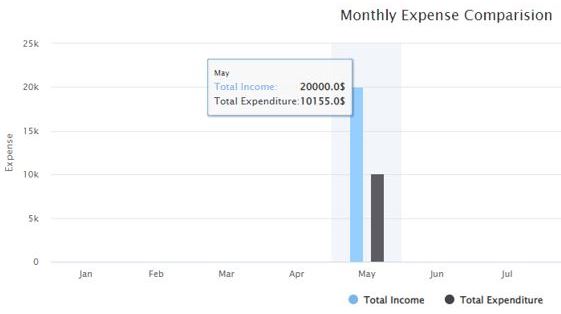 Monthly Expense Comparision
25k
20k
15k
10k
5k
0
Expense
May
Total Income: 20000.0$
Total Expenditure:10155.0$
Jan Feb Mar Apr May Jun Jul
Total Income Total Expenditure